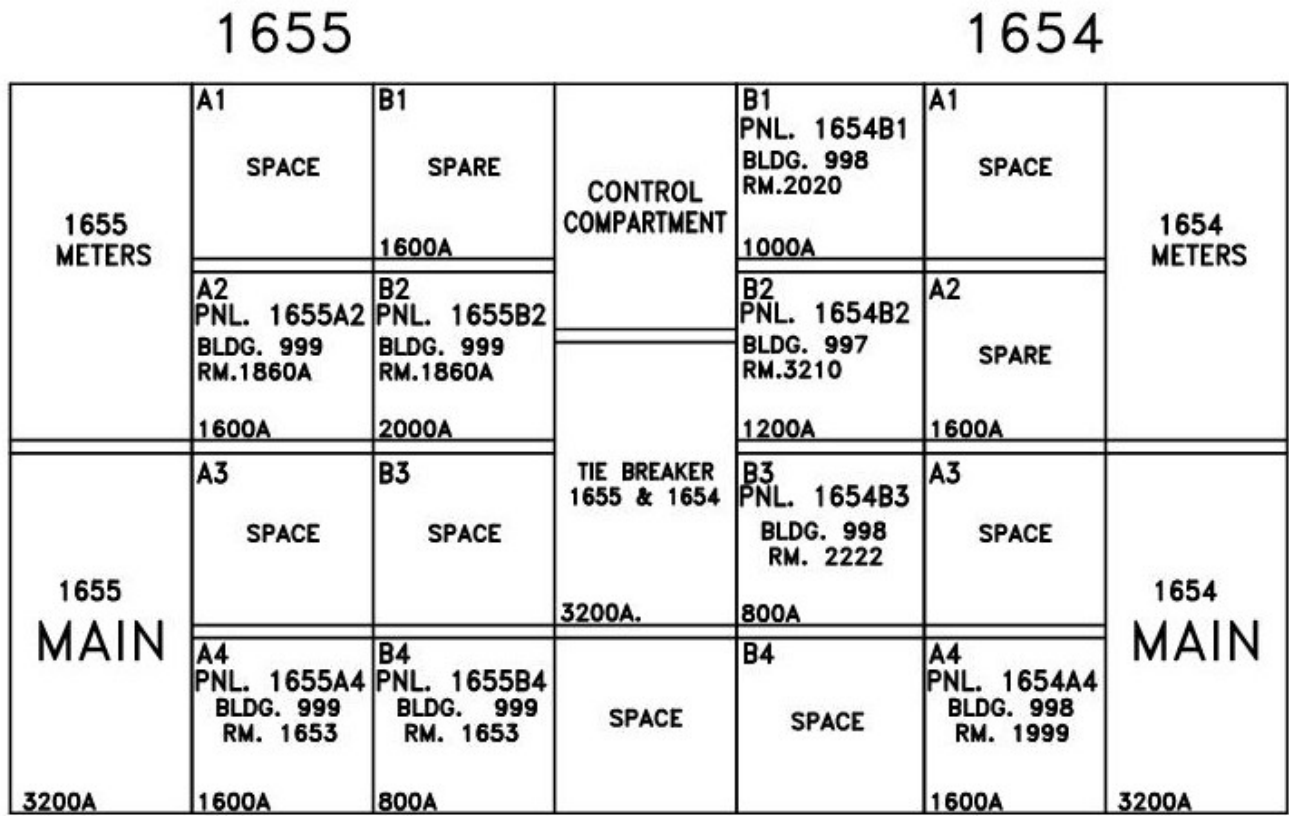 1655
1654
1655
METERS
A1
SPACE
B1
SPARE
1600A
CONTROL
COMPARTMENT
B1
PNL. 1654B1
BLDG. 998
RM.2020
1000A
A1
SPACE
1654
METERS
A2
PNL. 1655A2
BLDG. 999
RM.1860A
1600A
B2
PNL. 1655B2
BLDG. 999
RM.1860A
2000A
B2
PNL. 1654B2
BLDG. 997
RM.3210
1200A
A2
SPARE
1600A
1655
MAIN
3200A
A3
SPACE
B3
SPACE
TIE BREAKER
1655 & 1654
3200A.
B3
PNL. 1654B3
BLDG. 998
RM. 2222
800A
A3
SPACE
1654
MAIN
3200A
A4
PNL. 1655A4
BLDG. 999
RM. 1653
1600A
B4
PNL. 1655B4
BLDG. 999
RM. 1653
800A
SPACE
B4
SPACE
A4
PNL. 1654A4
BLDG. 998
RM. 1999
1600A